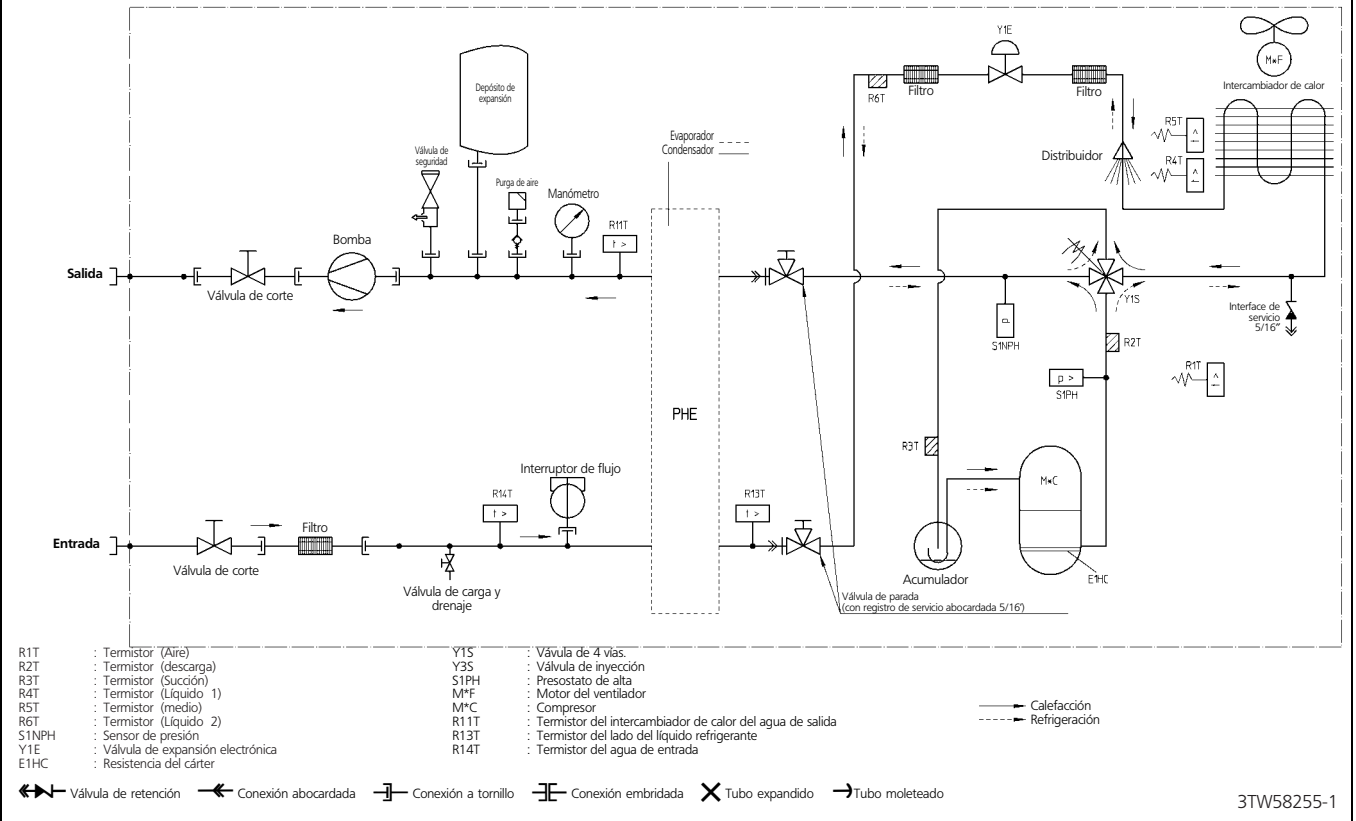 Y1E
M*F
Depósito de
expansión
Filtro
Filtro
Intercambiador de calor
R6T
R5T
R4T
Distribuidor
Evaporador
Condensador
Válvula de
seguridad
Purga de aire
Manómetro
R11T
t >
Bomba
Salida
Válvula de corte
Y1S
Interface de
servicio
5/16"
p
S1NPH
R2T
p >
S1PH
R1T
PHE
R3T
M*C
Interruptor de flujo
R14T
t >
R13T
t >
Filtro
Entrada
Válvula de corte
Válvula de carga y
drenaje
Acumulador
E1HC
Válvula de parada
(con registro de servicio abocardada 5/16')
R1T : Termistor (Aire)
R2T : Termistor (descarga)
R3T : Termistor (Succión)
R4T : Termistor (Líquido 1)
R5T : Termistor (medio)
R6T : Termistor (Líquido 2)
S1NPH : Sensor de presión
Y1E : Válvula de expansión electrónica
E1HC : Resistencia del cárter
Y1S : Vávula de 4 vías.
Y3S : Válvula de inyección
S1PH : Presostato de alta
M*F : Motor del ventilador
M*C : Compresor
R11T : Termistor del intercambiador de calor del agua de salida
R13T : Termistor del lado del líquido refrigerante
R14T : Termistor del agua de entrada
Calefacción
Refrigeración
Válvula de retención
Conexión abocardada
Conexión a tornillo
Conexión embridada
Tubo expandido
Tubo moleteado
3TW58255-1